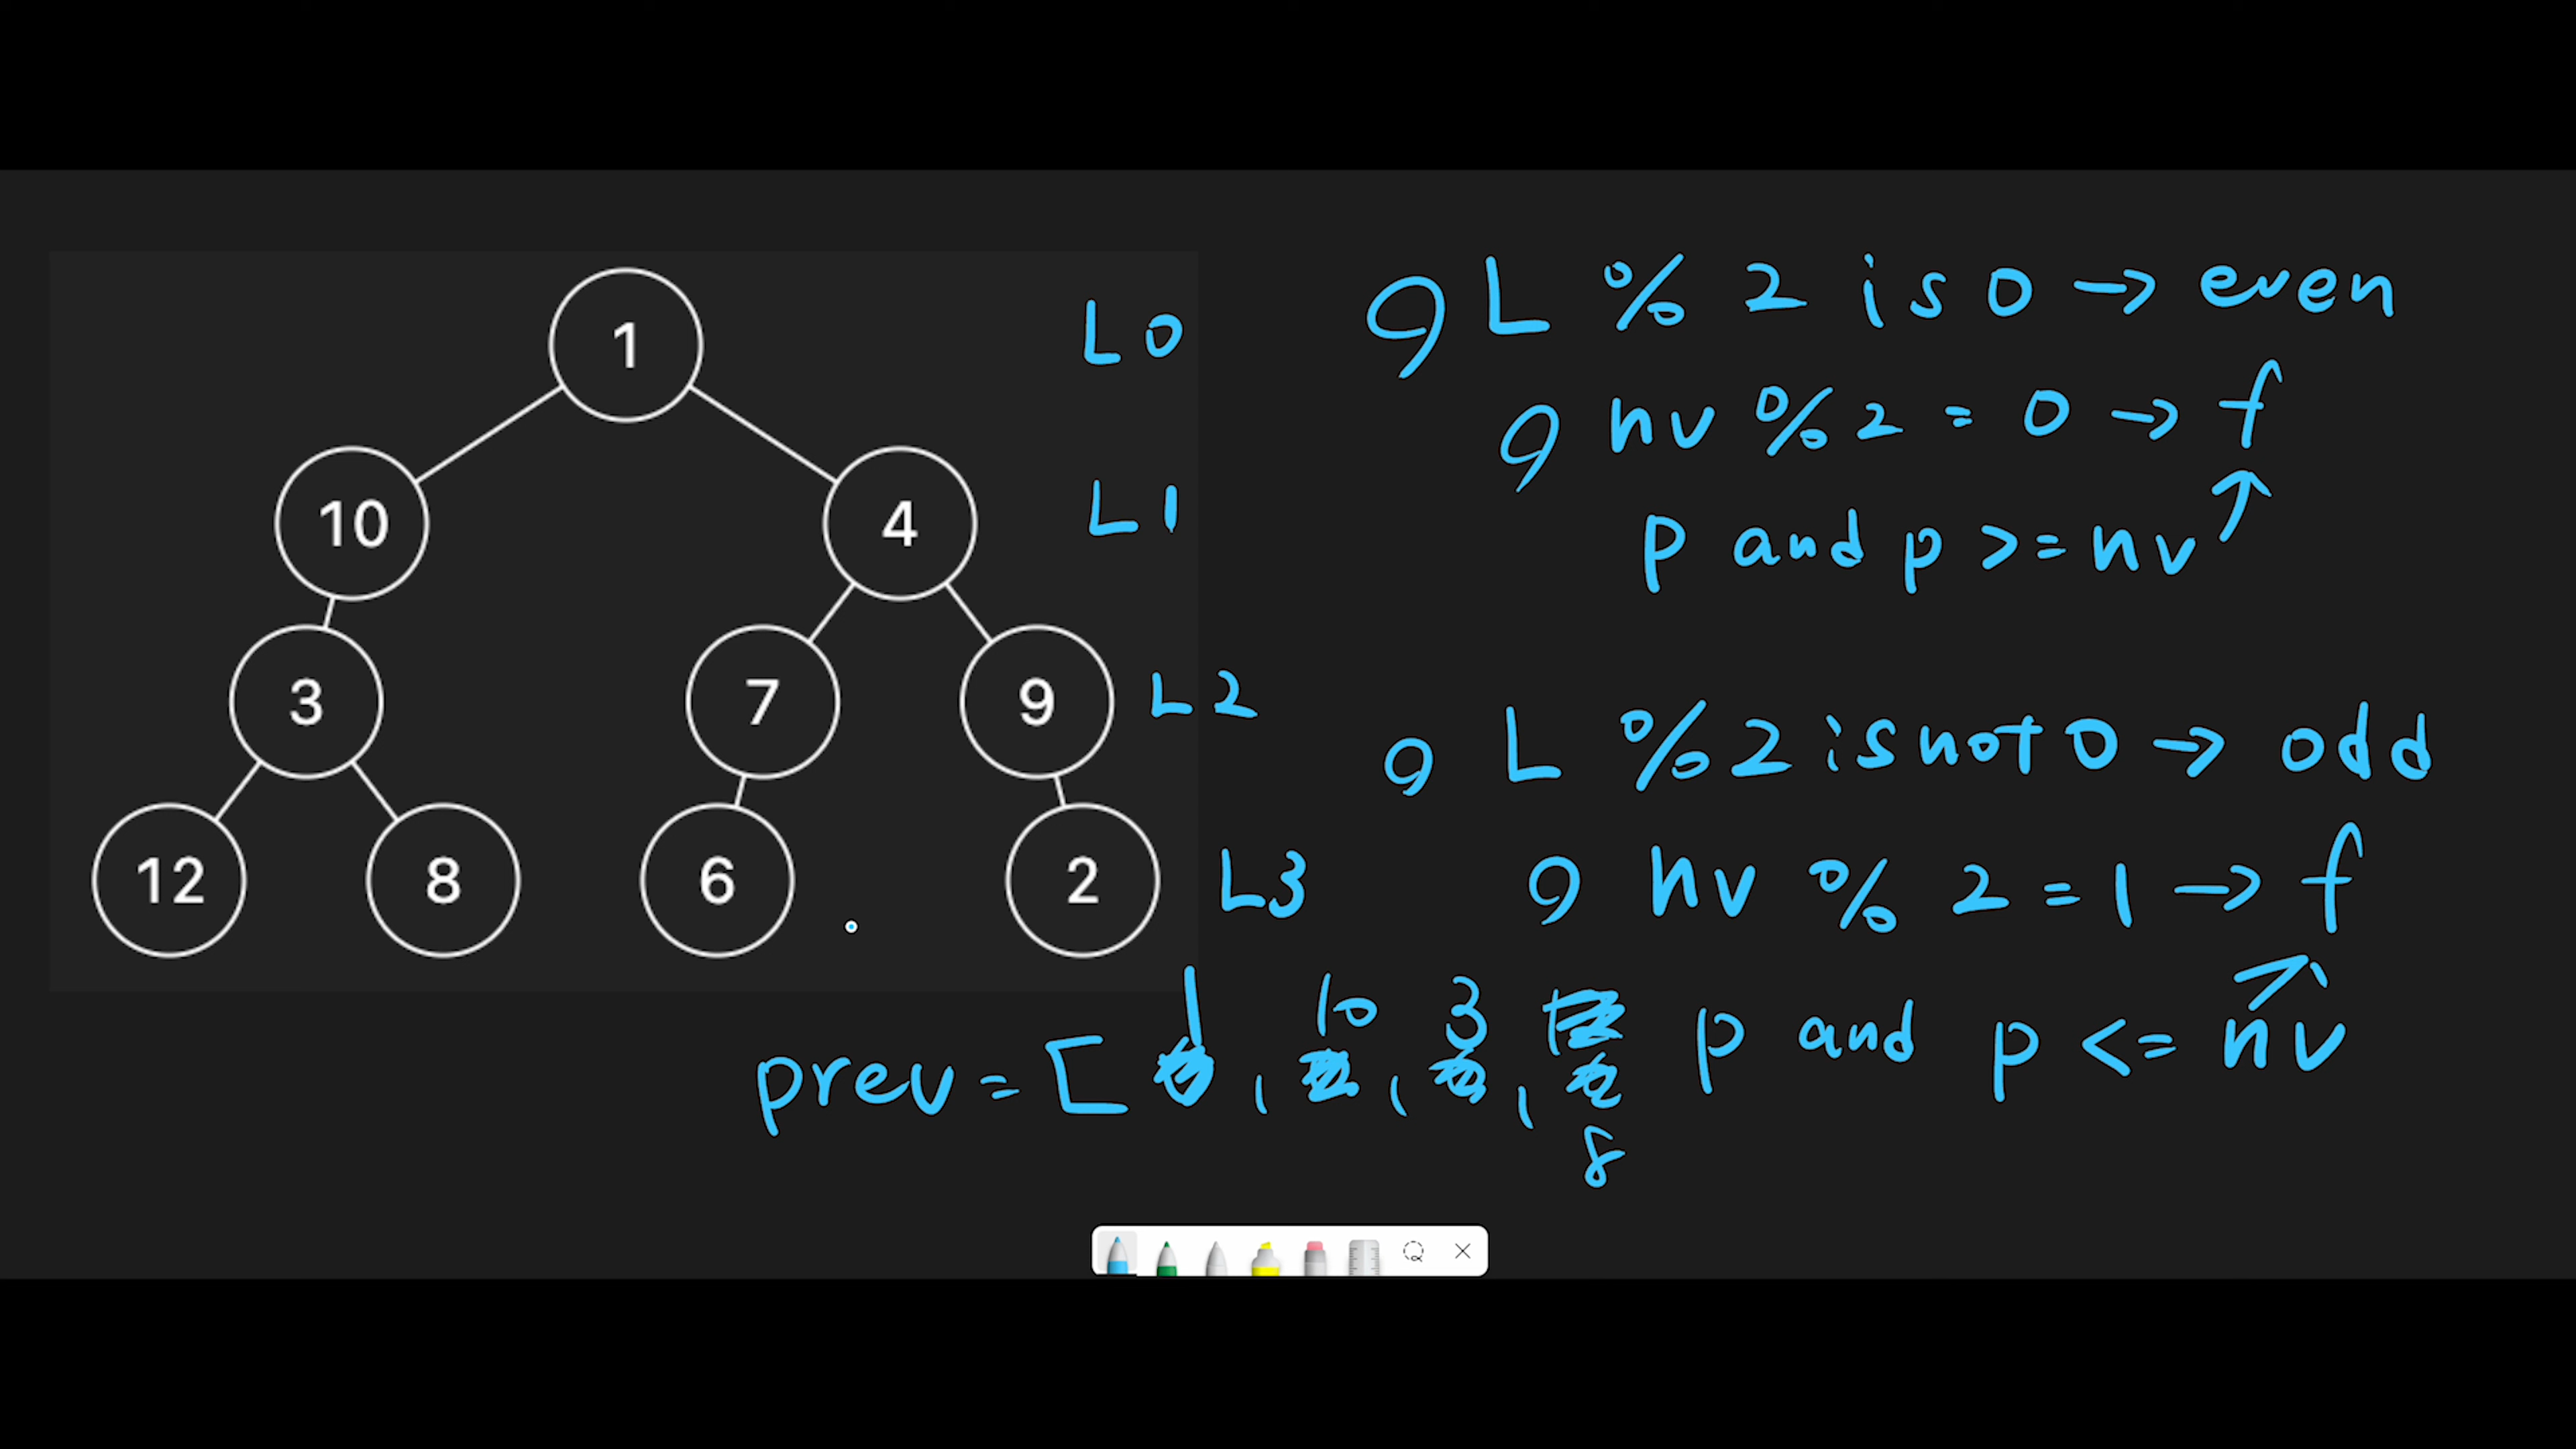 1
L0
10 4
L1
3 7 9
L2
12 8 6 2
L3
9 L % 2 is 0 → even
9 nv % 2 = 0 → f
p and p >= nv
9 L % 2 is not 0 → odd
9 nv % 2 = 1 → f
p and p <= nv
1 10 3
prev = [ , , ,
8